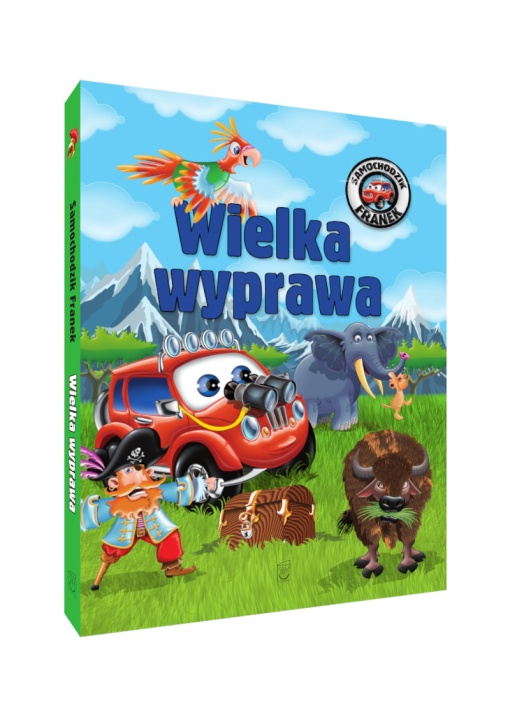 Wielka
wyprawa
SAMOCHODZIK
FRANEK
Samochodzik Franek
Wielka wyprawa